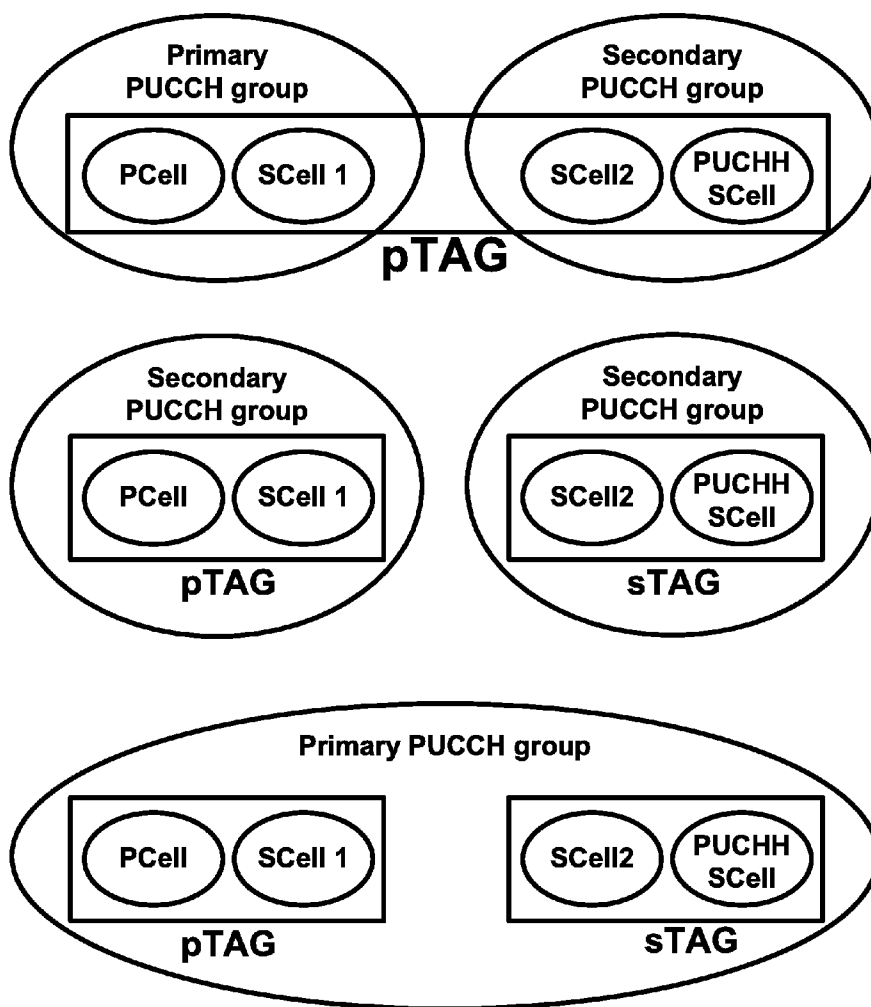 Primary
PUCCH group
Secondary
PUCCH group
PCell
SCell 1
SCell2
PUCHH
SCell
pTAG
Secondary
PUCCH group
Secondary
PUCCH group
PCell
SCell 1
SCell2
PUCHH
SCell
pTAG
sTAG
Primary PUCCH group
PCell
SCell 1
SCell2
PUCHH
SCell
pTAG
sTAG